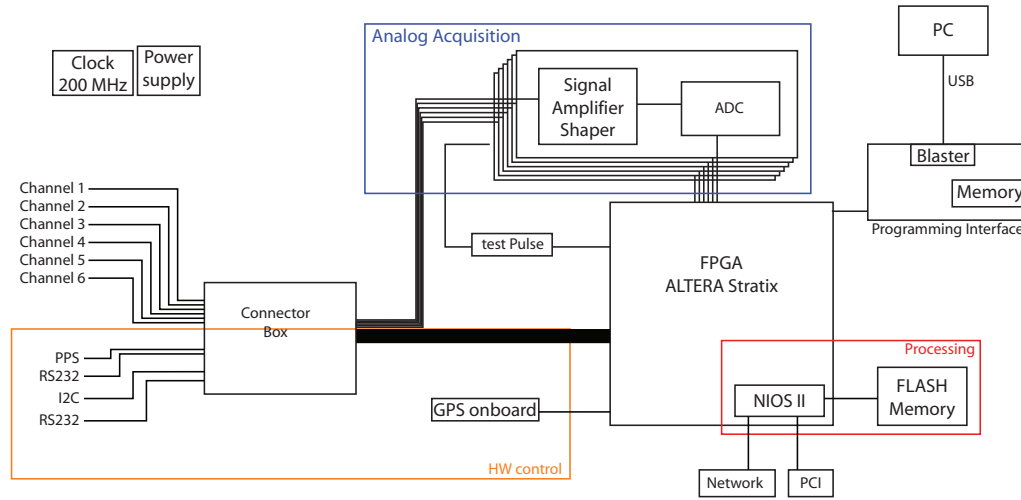 Analog Acquisition
PC
Clock
200 MHz
Power
supply
Signal
Amplifier
Shaper
ADC
USB
Blaster
Memory
Programming Interface
Channel 1
Channel 2
Channel 3
Channel 4
Channel 5
Channel 6
test Pulse
FPGA
ALTERA Stratix
Connector
Box
Processing
PPS
RS232
I2C
RS232
GPS onboard
NIOS II
FLASH
Memory
HW control
Network
PCI